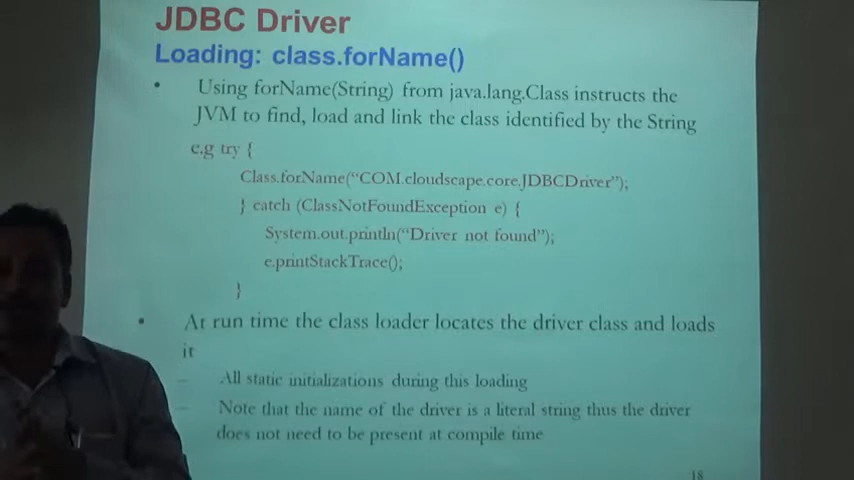 JDBC Driver
Loading: class.forName()
• Using forName(String) from java.lang.Class instructs the
JVM to find, load and link the class identified by the String
e.g try {
Class.forName("COM.cloudscape.core.JDBCDriver");
} catch (ClassNotFoundException e) {
System.out.println("Driver not found");
e.printStackTrace();
}
• At run time the class loader locates the driver class and loads
it
– All static initializations during this loading
– Note that the name of the driver is a literal string thus the driver
does not need to be present at compile time
18